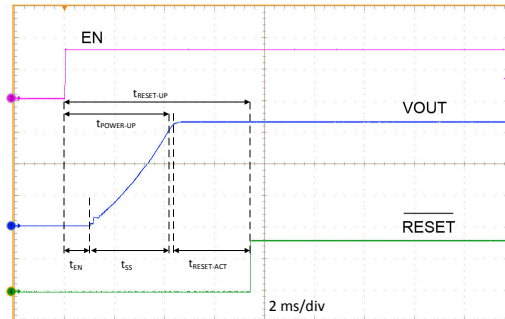 EN
tRESET-UP
tPOWER-UP
VOUT
RESET
tEN
tSS
tRESET-ACT
2 ms/div